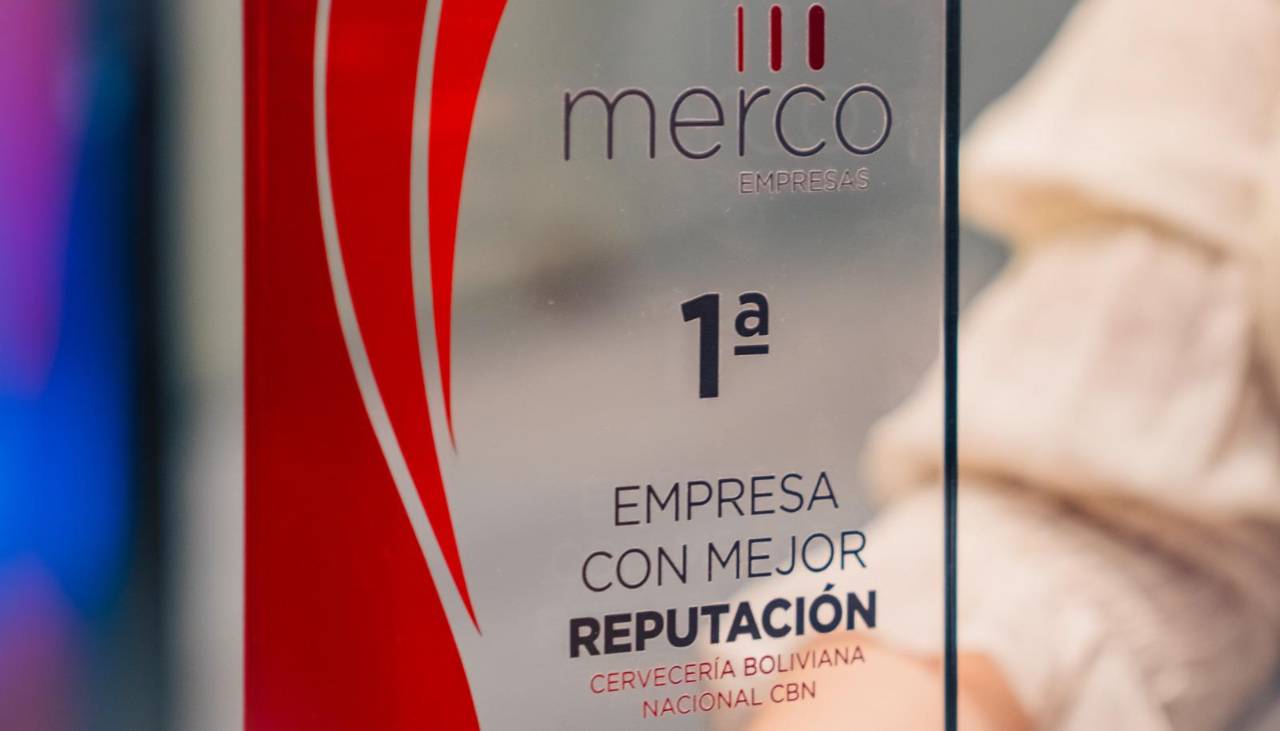 merco
EMPRESAS
1ª
EMPRESA
CON MEJOR
REPUTACIÓN
CERVECERÍA BOLIVIANA
NACIONAL CBN